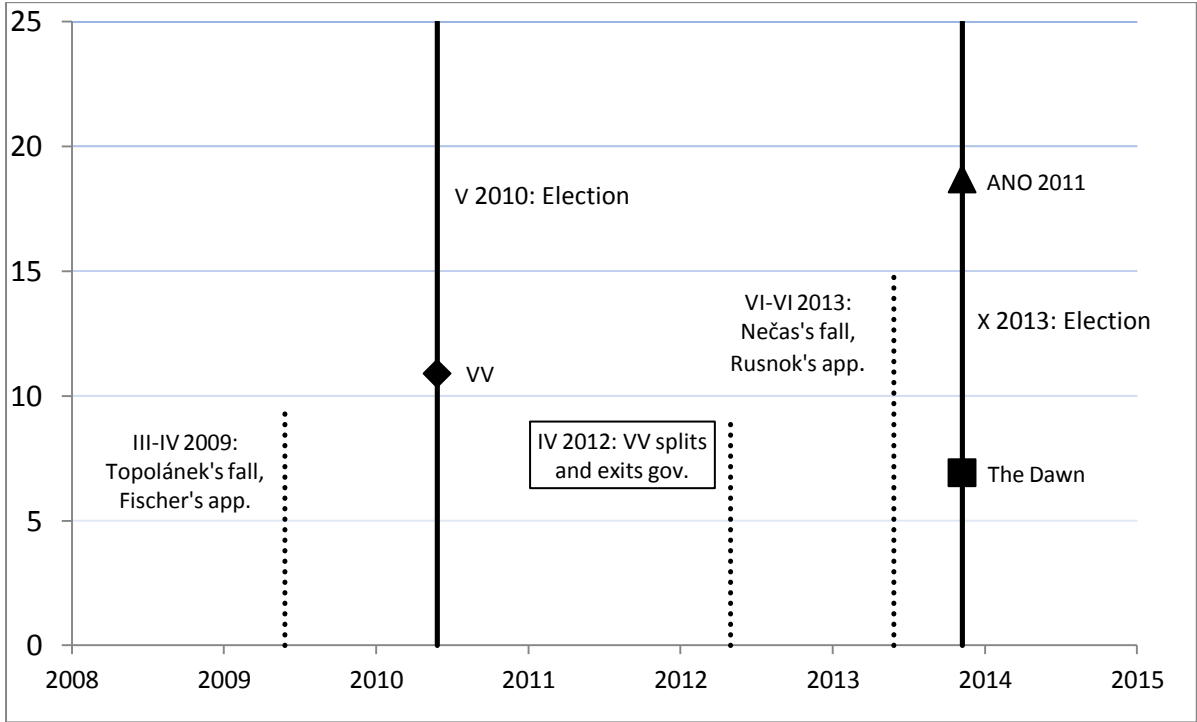 25
20
15
10
5
0
V 2010: Election
VV
III-IV 2009:
Topolánek's fall,
Fischer's app.
IV 2012: VV splits
and exits gov.
VI-VI 2013:
Nečas's fall,
Rusnok's app.
ANO 2011
X 2013: Election
The Dawn
2008 2009 2010 2011 2012 2013 2014 2015